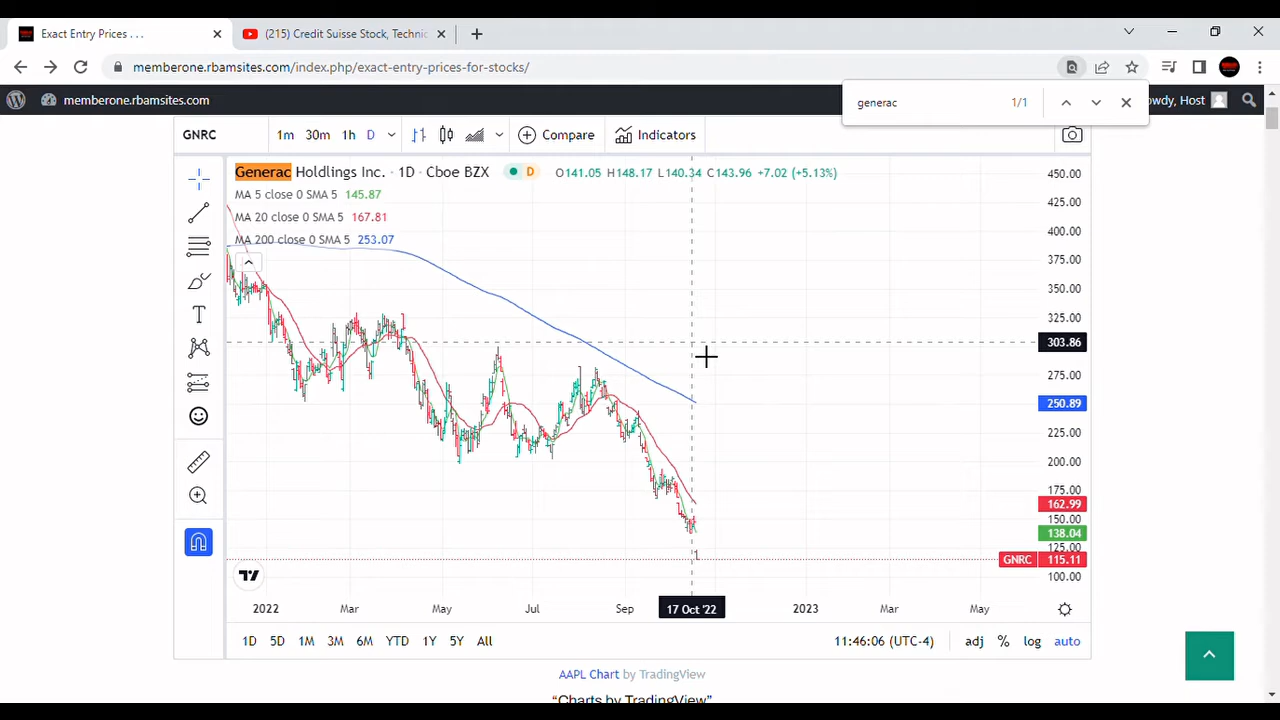 Exact Entry Prices . . .
(215) Credit Suisse Stock, Technic
memberone.rbamsites.com/index.php/exact-entry-prices-for-stocks/
memberone.rbamsites.com
owdy, Host
generac
1/1
GNRC
1m 30m 1h D
Compare
Indicators
Generac Holdlings Inc. · 1D · Cboe BZX
D
O141.05 H148.17 L140.34 C143.96 +7.02 (+5.13%)
MA 5 close 0 SMA 5 145.87
MA 20 close 0 SMA 5 167.81
MA 200 close 0 SMA 5 253.07
450.00
425.00
400.00
375.00
350.00
325.00
303.86
275.00
250.89
225.00
200.00
175.00
162.99
150.00
138.04
125.00
GNRC 115.11
100.00
2022 Mar May Jul Sep 17 Oct '22 2023 Mar May
1D 5D 1M 3M 6M YTD 1Y 5Y All
11:46:06 (UTC-4)
adj % log auto
AAPL Chart by TradingView
“Charts by TradingView”